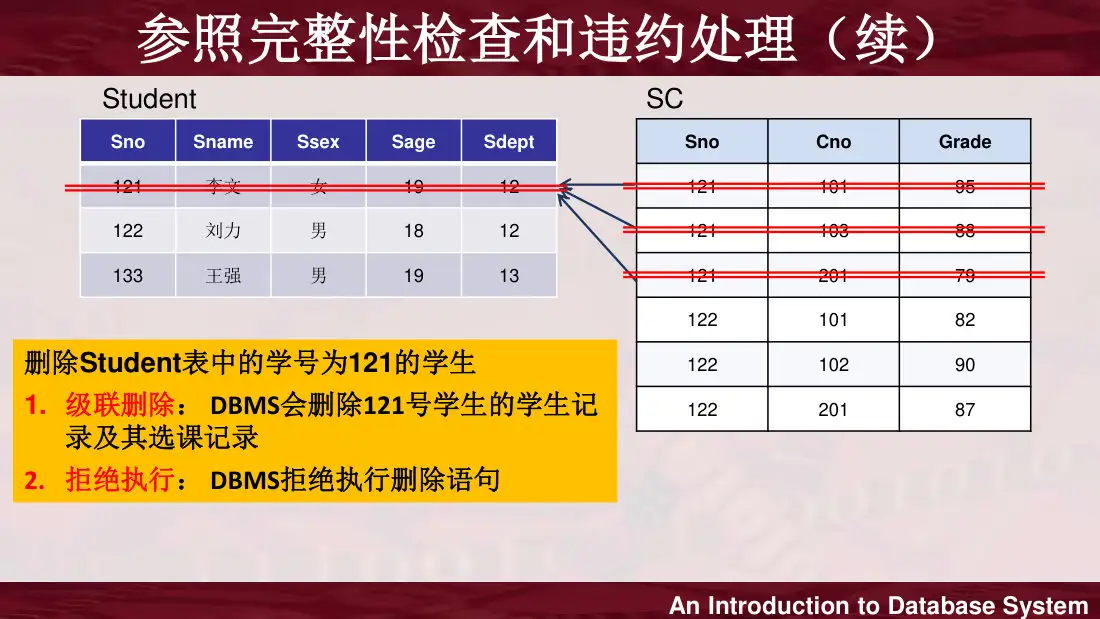 参照完整性检查和违约处理（续）
Student
Sno Sname Ssex Sage Sdept
121 李文 女 19 12
122 刘力 男 18 12
133 王强 男 19 13
SC
Sno Cno Grade
121 101 95
121 103 88
121 201 79
122 101 82
122 102 90
122 201 87
删除Student表中的学号为121的学生
1. 级联删除： DBMS会删除121号学生的学生记
录及其选课记录
2. 拒绝执行： DBMS拒绝执行删除语句
An Introduction to Database System